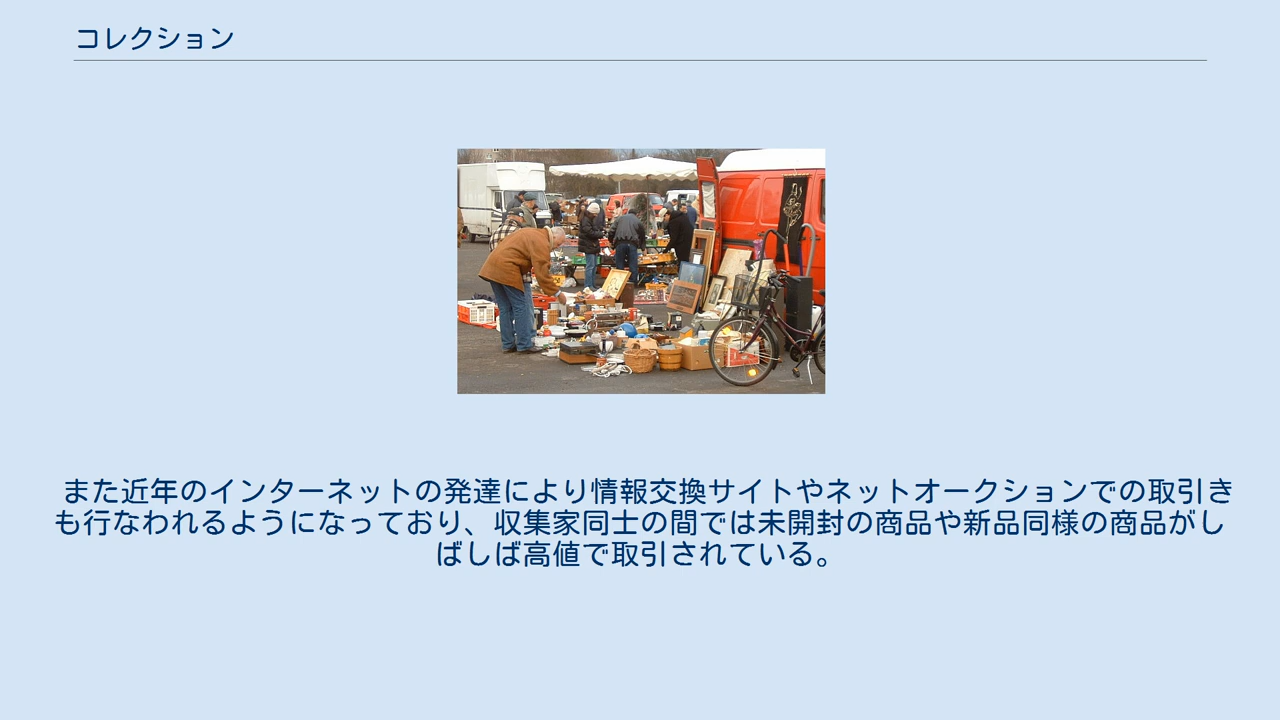 コレクション
また近年のインターネットの発達により情報交換サイトやネットオークションでの取引き
も行なわれるようになっており、収集家同士の間では未開封の商品や新品同様の商品がし
ばしば高値で取引されている。